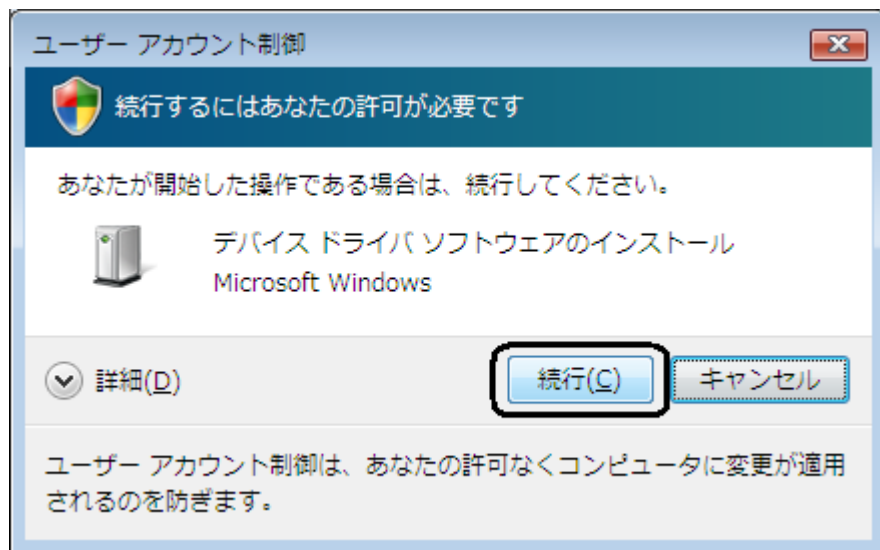 ユーザー アカウント制御
続行するにはあなたの許可が必要です
あなたが開始した操作である場合は、続行してください。
デバイス ドライバ ソフトウェアのインストール
Microsoft Windows
詳細(D)
続行(C)
キャンセル
ユーザー アカウント制御は、あなたの許可なくコンピュータに変更が適用
されるのを防ぎます。